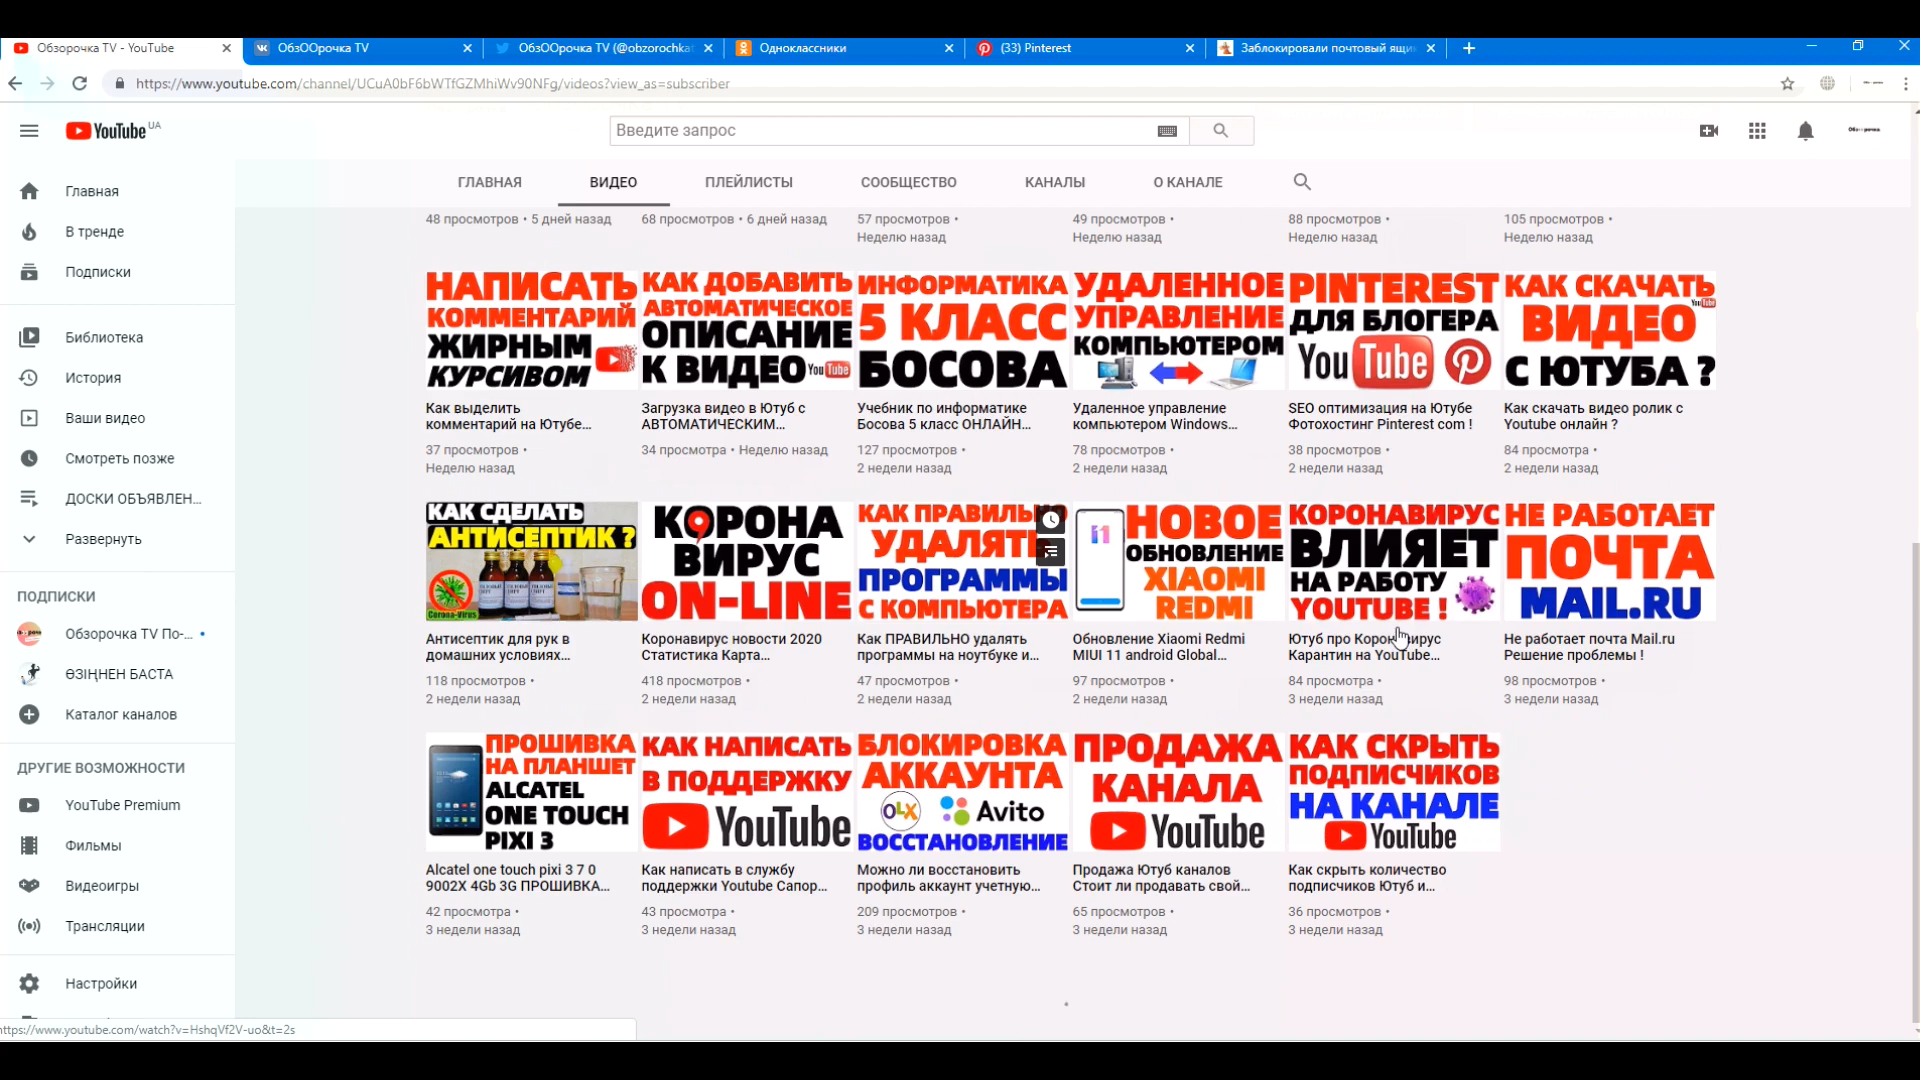 Обзорочка TV - YouTube
ОбзООрочка TV
ОбзООрочка TV (@obzorochkat
Одноклассники
(33) Pinterest
Заблокировали почтовый ящик
https://www.youtube.com/channel/UCuA0bF6bWTfGZMhiWv90NFg/videos?view_as=subscriber
YouTube UA
Введите запрос
ГЛАВНАЯ
ВИДЕО
ПЛЕЙЛИСТЫ
СООБЩЕСТВО
КАНАЛЫ
О КАНАЛЕ
Главная
В тренде
Подписки
Библиотека
История
Ваши видео
Смотреть позже
ДОСКИ ОБЪЯВЛЕН...
Развернуть
ПОДПИСКИ
Обзорочка TV По-...
ӨЗІҢНЕН БАСТА
Каталог каналов
ДРУГИЕ ВОЗМОЖНОСТИ
YouTube Premium
Фильмы
Видеоигры
Трансляции
Настройки
48 просмотров • 5 дней назад
68 просмотров • 6 дней назад
57 просмотров •
Неделю назад
49 просмотров •
Неделю назад
88 просмотров •
Неделю назад
105 просмотров •
Неделю назад
НАПИСАТЬ
КОММЕНТАРИЙ
ЖИРНЫМ
КУРСИВОМ
Как выделить
комментарий на Ютубе...
37 просмотров •
Неделю назад
КАК ДОБАВИТЬ
АВТОМАТИЧЕСКОЕ
ОПИСАНИЕ
К ВИДЕО YouTube
Загрузка видео в Ютуб с
АВТОМАТИЧЕСКИМ...
34 просмотра • Неделю назад
ИНФОРМАТИКА
5 КЛАСС
БОСОВА
Учебник по информатике
Босова 5 класс ОНЛАЙН...
127 просмотров •
2 недели назад
УДАЛЕННОЕ
УПРАВЛЕНИЕ
КОМПЬЮТЕРОМ
Удаленное управление
компьютером Windows...
78 просмотров •
2 недели назад
PINTEREST
ДЛЯ БЛОГЕРА
YouTube
SEO оптимизация на Ютубе
Фотохостинг Pinterest com !
38 просмотров •
2 недели назад
КАК СКАЧАТЬ
YouTube
ВИДЕО
С ЮТУБА ?
Как скачать видео ролик с
Youtube онлайн ?
84 просмотра •
2 недели назад
КАК СДЕЛАТЬ
АНТИСЕПТИК ?
Corona-Virus
Антисептик для рук в
домашних условиях...
118 просмотров •
2 недели назад
КОРОНА
ВИРУС
ON-LINE
Коронавирус новости 2020
Статистика Карта...
418 просмотров •
2 недели назад
КАК ПРАВИЛЬН
УДАЛЯТЬ
ПРОГРАММЫ
С КОМПЬЮТЕРА
Как ПРАВИЛЬНО удалять
программы на ноутбуке и...
47 просмотров •
2 недели назад
11
НОВОЕ
ОБНОВЛЕНИЕ
XIAOMI
REDMI
Обновление Xiaomi Redmi
MIUI 11 android Global...
97 просмотров •
2 недели назад
КОРОНАВИРУС
ВЛИЯЕТ
НА РАБОТУ
YOUTUBE !
Ютуб про Коронавирус
Карантин на YouTube...
84 просмотра •
3 недели назад
НЕ РАБОТАЕТ
ПОЧТА
MAIL.RU
Не работает почта Mail.ru
Решение проблемы !
98 просмотров •
3 недели назад
ПРОШИВКА
НА ПЛАНШЕТ
ALCATEL
ONE TOUCH
PIXI 3
Alcatel one touch pixi 3 7 0
9002X 4Gb 3G ПРОШИВКА...
42 просмотра •
3 недели назад
КАК НАПИСАТЬ
В ПОДДЕРЖКУ
YouTube
Как написать в службу
поддержки Youtube Сапор...
43 просмотра •
3 недели назад
БЛОКИРОВКА
АККАУНТА
OLX Avito
ВОССТАНОВЛЕНИЕ
Можно ли восстановить
профиль аккаунт учетную...
209 просмотров •
3 недели назад
ПРОДАЖА
КАНАЛА
YouTube
Продажа Ютуб каналов
Стоит ли продавать свой...
65 просмотров •
3 недели назад
КАК СКРЫТЬ
ПОДПИСЧИКОВ
НА КАНАЛЕ
YouTube
Как скрыть количество
подписчиков Ютуб и...
36 просмотров •
3 недели назад
https://www.youtube.com/watch?v=HshqVf2V-uo&t=2s